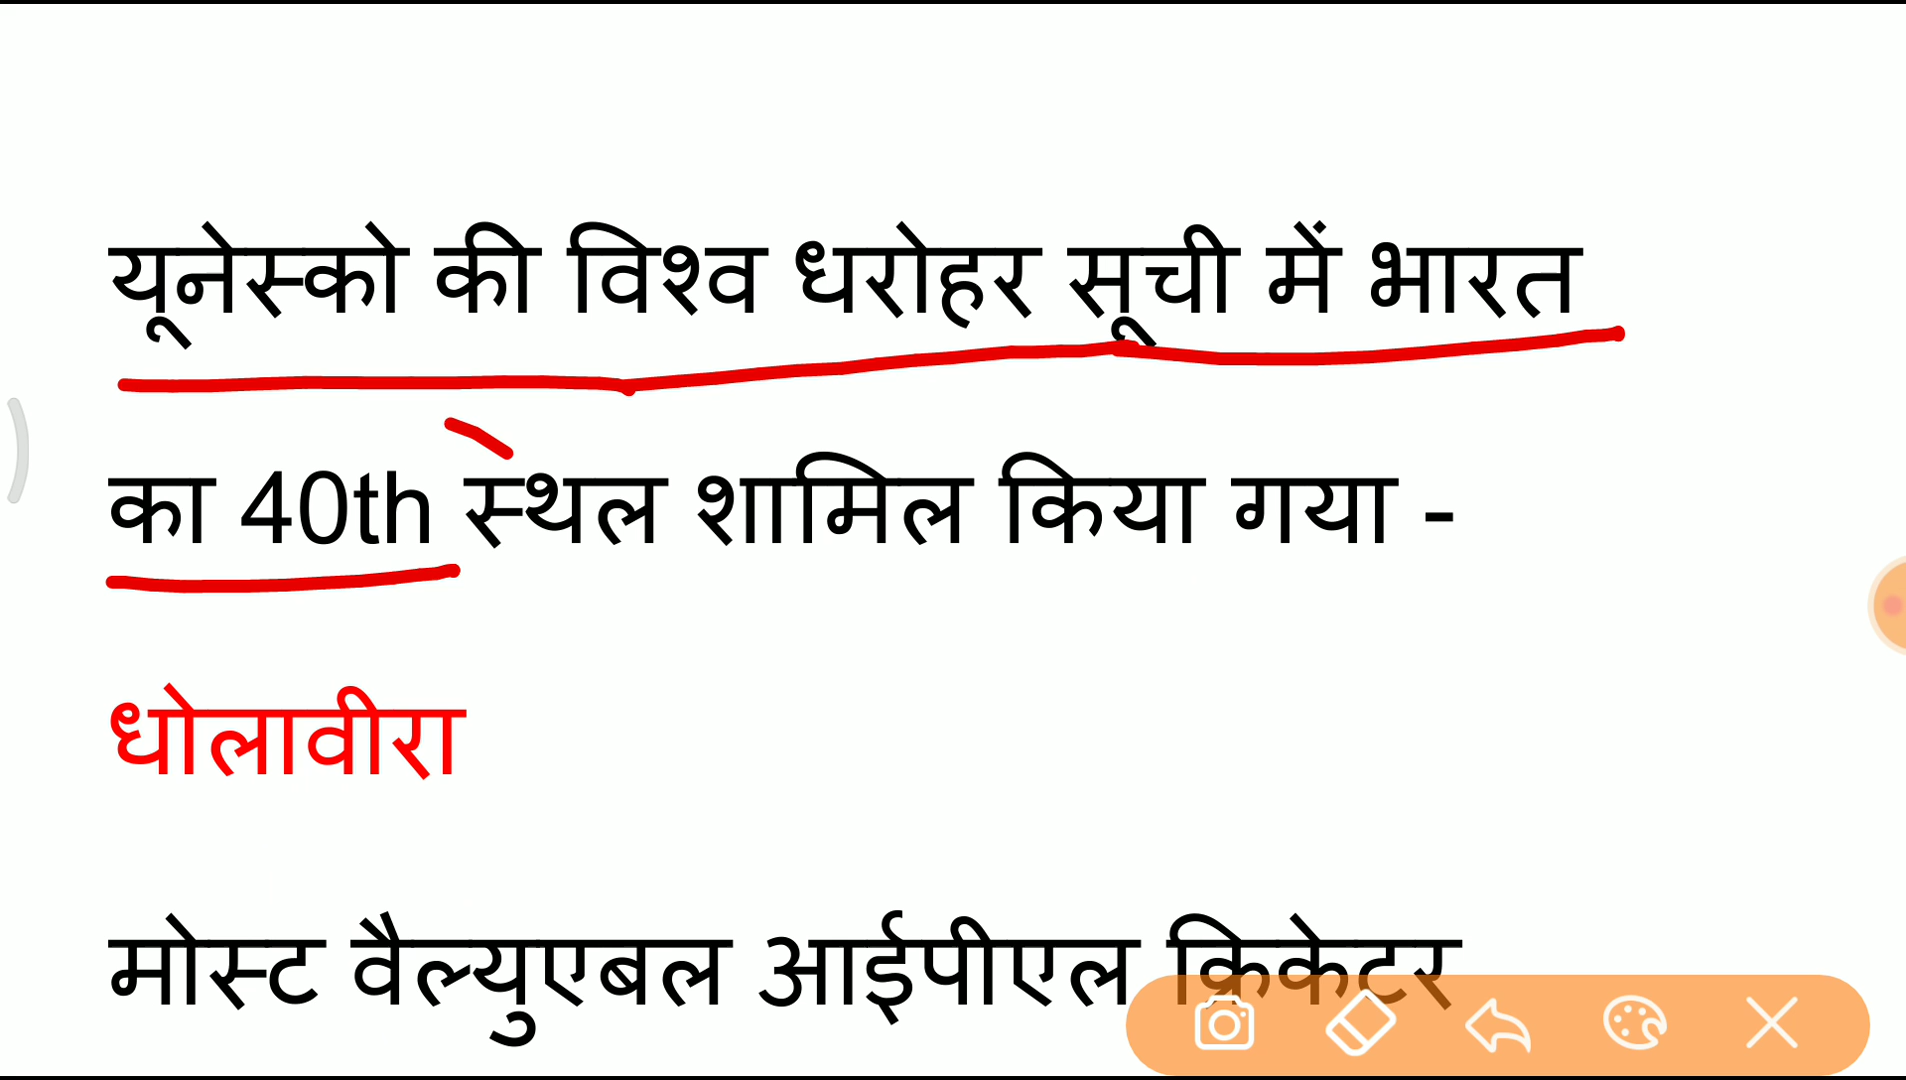 यूनेस्को की विश्व धरोहर सूची में भारत
का 40th स्थल शामिल किया गया -
धोलावीरा
मोस्ट वैल्युएबल आईपीएल क्रिकेटर